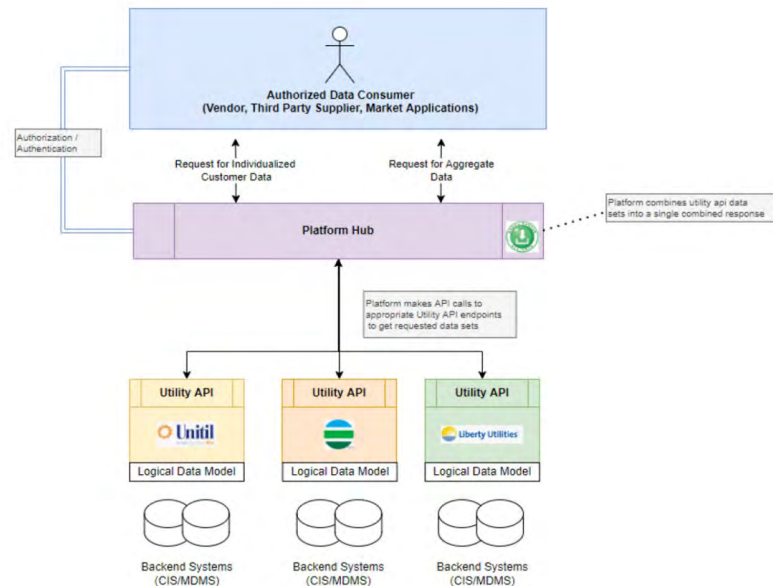 Authorized Data Consumer
(Vendor, Third Party Supplier, Market Applications)
Authorization /
Authentication
Request for Individualized
Customer Data
Request for Aggregate
Data
Platform Hub
Platform combines utility api data
sets into a single combined response
Platform makes API calls to
appropriate Utility API endpoints
to get requested data sets
Utility API
Unitil
Logical Data Model
Backend Systems
(CIS/MDMS)
Utility API
Logical Data Model
Backend Systems
(CIS/MDMS)
Utility API
Liberty Utilities
Logical Data Model
Backend Systems
(CIS/MDMS)